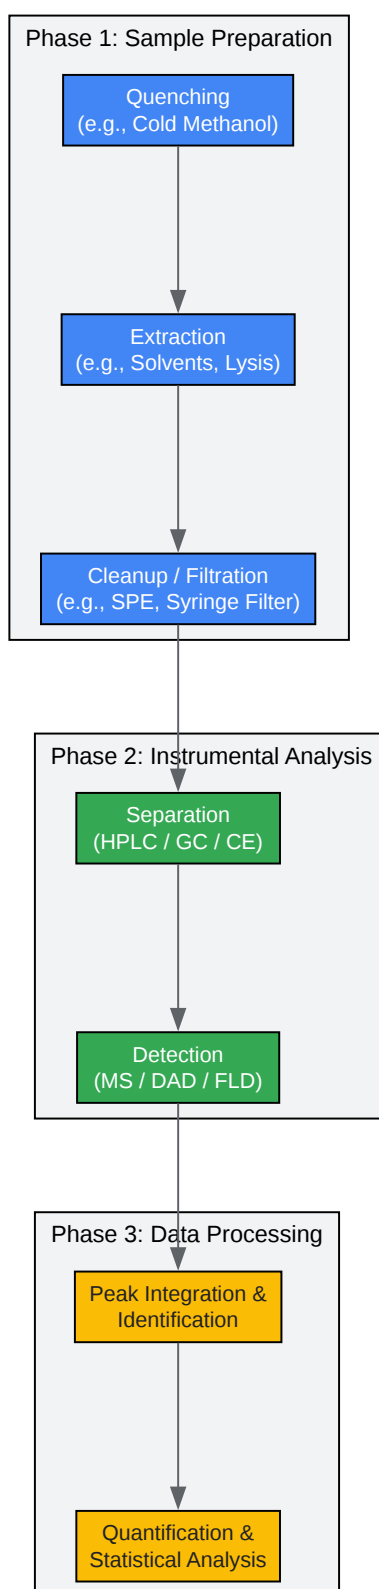 Phase 1: Sample Preparation
Quenching
(e.g., Cold Methanol)
Extraction
(e.g., Solvents, Lysis)
Cleanup / Filtration
(e.g., SPE, Syringe Filter)
Phase 2: Instrumental Analysis
Separation
(HPLC / GC / CE)
Detection
(MS / DAD / FLD)
Phase 3: Data Processing
Peak Integration &
Identification
Quantification &
Statistical Analysis